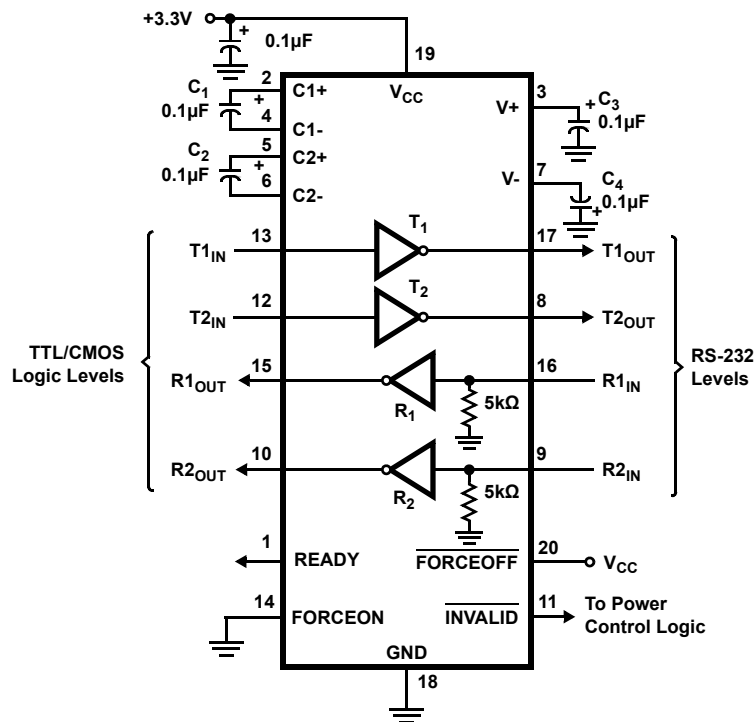 +3.3V
+
0.1µF
19
VCC
2
C1+
C1
0.1µF
+
4
C1-
5
C2+
C2
0.1µF
+
6
C2-
3
V+
+
C3
0.1µF
7
V-
C4
0.1µF
+
T1
T1IN
13
17
T1OUT
T2
T2IN
12
8
T2OUT
TTL/CMOS
Logic Levels
RS-232
Levels
R1OUT
15
R1
5kΩ
16
R1IN
R2OUT
10
R2
5kΩ
9
R2IN
1
READY
FORCEOFF
20
VCC
14
FORCEON
INVALID
11
To Power
Control Logic
GND
18